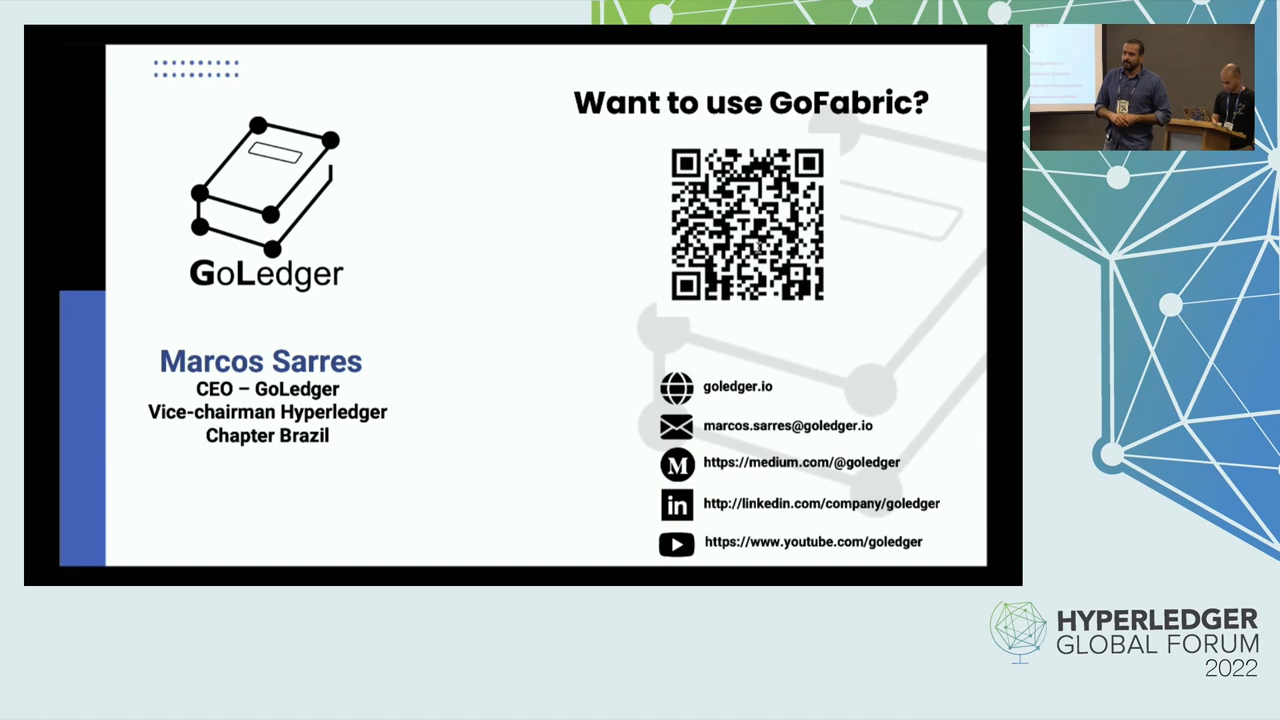 Want to use GoFabric?
GoLedger
Marcos Sarres
CEO – GoLedger
Vice-chairman Hyperledger
Chapter Brazil
goledger.io
marcos.sarres@goledger.io
https://medium.com/@goledger
http://linkedin.com/company/goledger
https://www.youtube.com/goledger
HYPERLEDGER
GLOBAL FORUM
2022